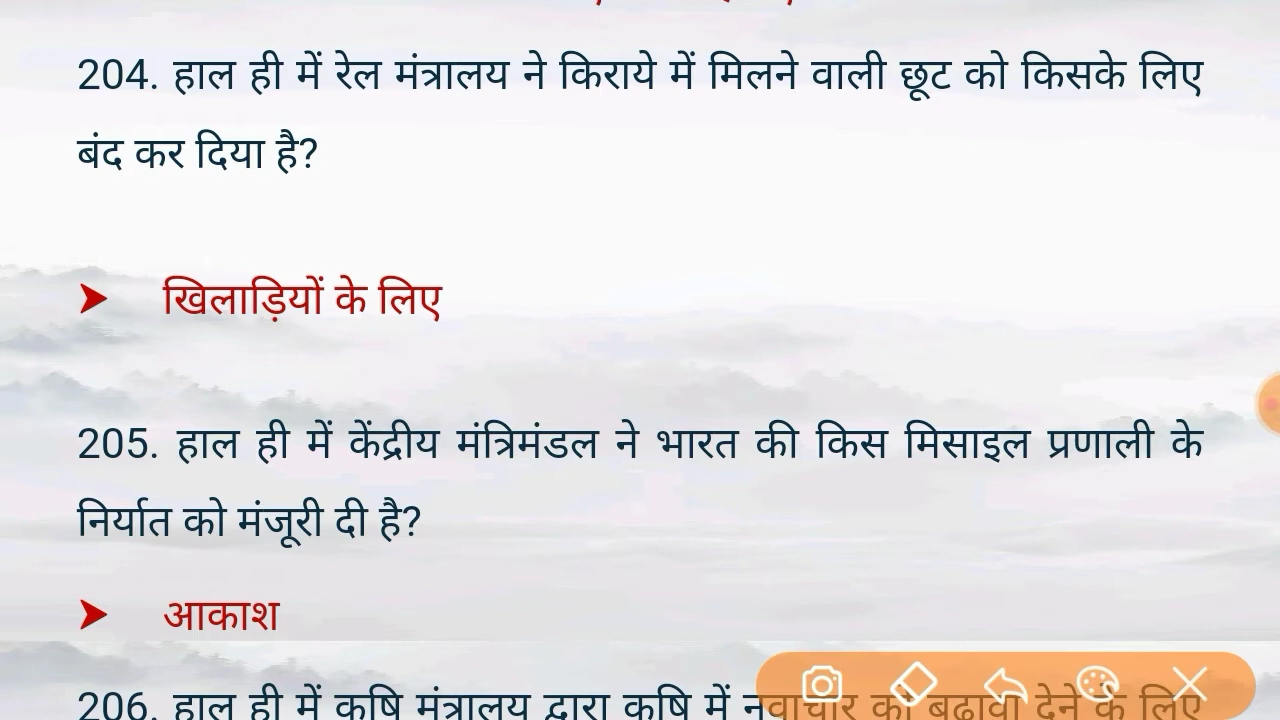 204. हाल ही में रेल मंत्रालय ने किराये में मिलने वाली छूट को किसके लिए
बंद कर दिया है?
➤ खिलाड़ियों के लिए
205. हाल ही में केंद्रीय मंत्रिमंडल ने भारत की किस मिसाइल प्रणाली के
निर्यात को मंजूरी दी है?
➤ आकाश
206. हाल ही में कृषि मंत्रालय द्वारा कृषि में नवाचार को बढ़ावा देने के लिए